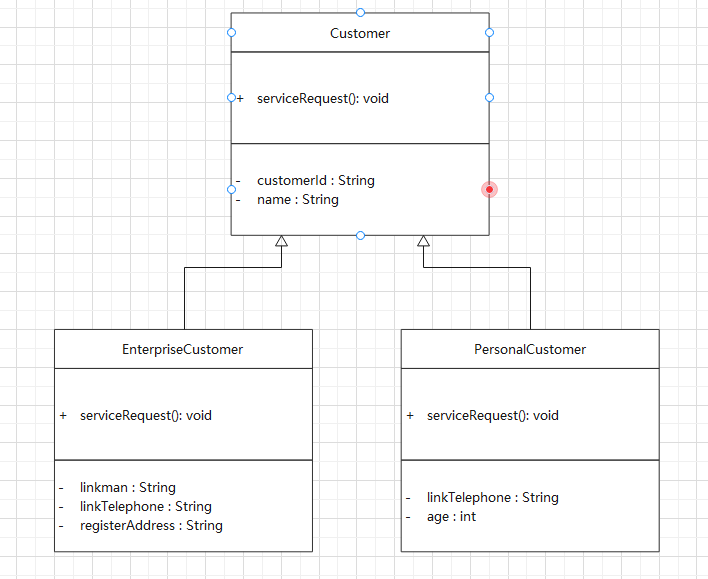 Customer
+ serviceRequest(): void
- customerId : String
- name : String
EnterpriseCustomer
+ serviceRequest(): void
- linkman : String
- linkTelephone : String
- registerAddress : String
PersonalCustomer
+ serviceRequest(): void
- linkTelephone : String
- age : int